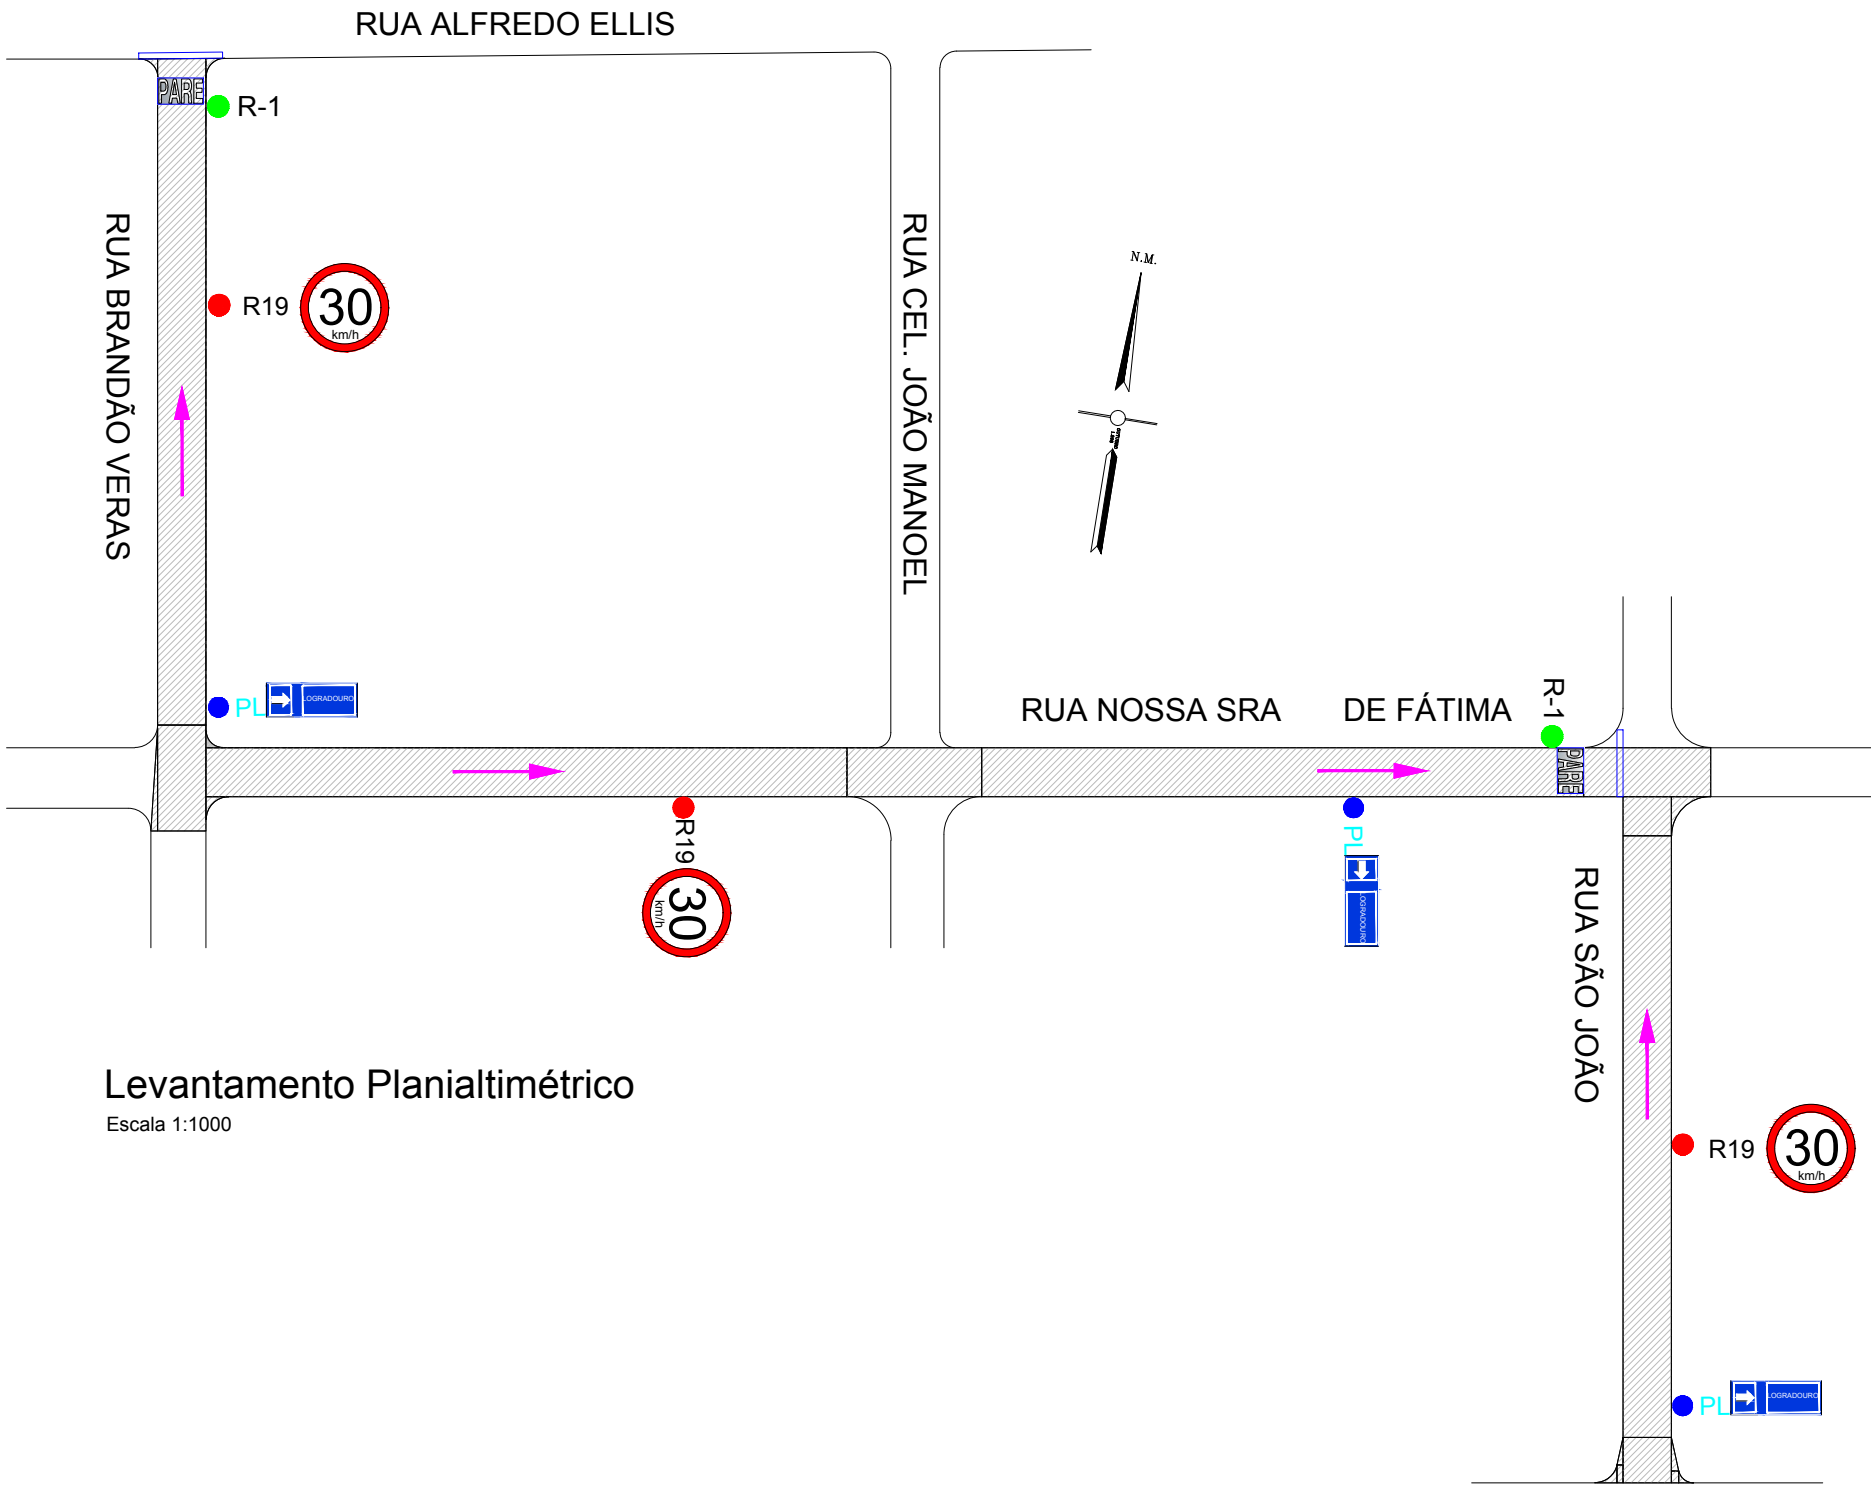 RUA ALFREDO ELLIS
PARE
R-1
RUA BRANDÃO VERAS
R19
30
km/h
RUA CEL. JOÃO MANOEL
N.M.
PL
LOGRADOURO
RUA NOSSA SRA DE FÁTIMA
R-1
PARE
R19
30
km/h
PL
LOGRADOURO
RUA SÃO JOÃO
Levantamento Planialtimétrico
Escala 1:1000
R19
30
km/h
PL
LOGRADOURO